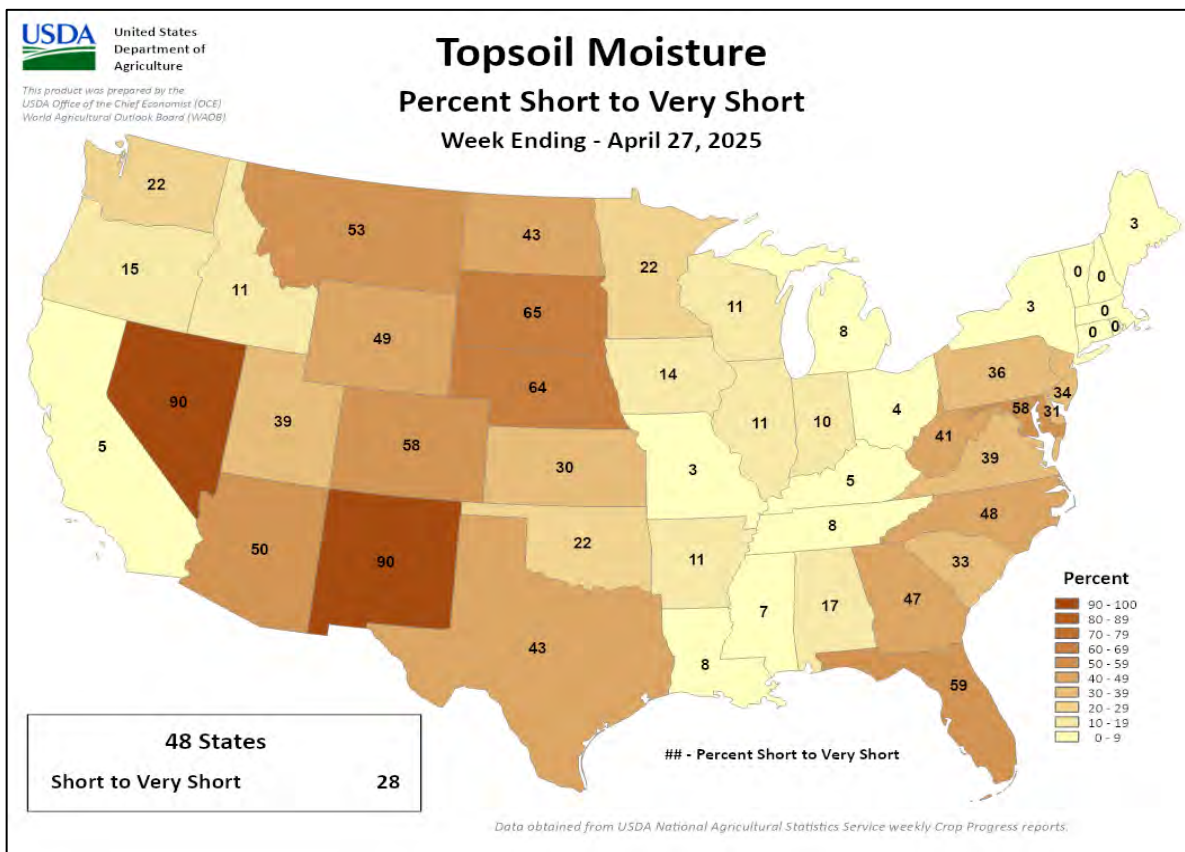 USDA
United States
Department of
Agriculture
This product was prepared by the
USDA Office of the Chief Economist (OCE)
World Agricultural Outlook Board (WAOB)
Topsoil Moisture
Percent Short to Very Short
Week Ending - April 27, 2025
22
53
43
22
3
15
11
65
11
8
3
0
0
0
0
0
49
64
14
36
34
90
39
58
30
11
10
4
41
58
31
5
3
5
39
50
90
22
11
8
48
33
43
8
7
17
47
59
Percent
90 - 100
80 - 89
70 - 79
60 - 69
50 - 59
40 - 49
30 - 39
20 - 29
10 - 19
0 - 9
48 States
Short to Very Short 28
## - Percent Short to Very Short
Data obtained from USDA National Agricultural Statistics Service weekly Crop Progress reports.